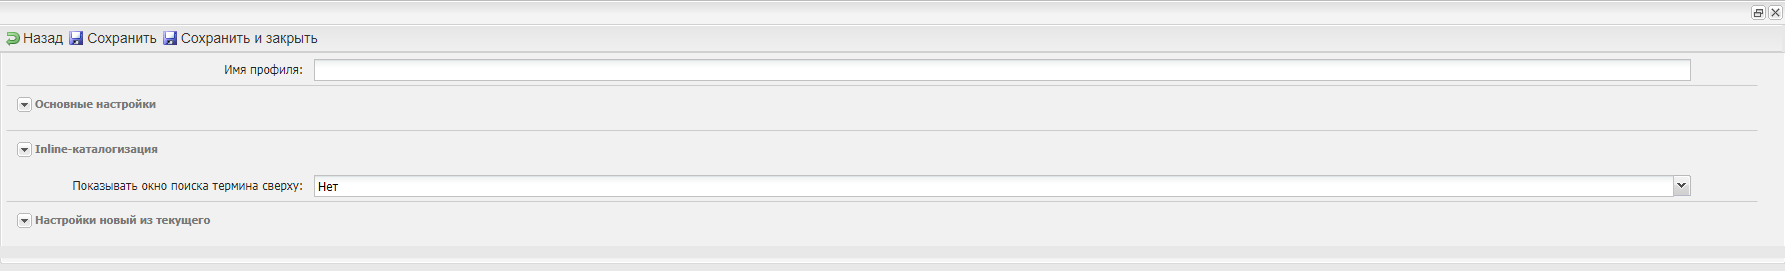 Назад Сохранить Сохранить и закрыть
Имя профиля:
Основные настройки
Inline-каталогизация
Показывать окно поиска термина сверху: Нет
Настройки новый из текущего